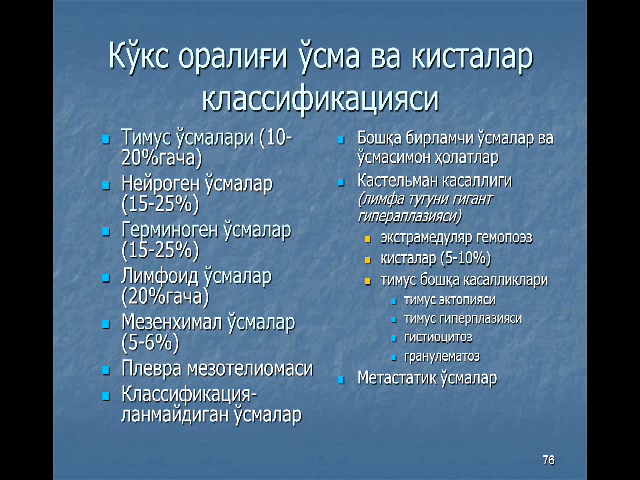 Кўкс оралиғи ўсма ва кисталар
классификацияси
Тимус ўсмалари (10-
20%гача)
Нейроген ўсмалар
(15-25%)
Герминоген ўсмалар
(15-25%)
Лимфоид ўсмалар
(20%гача)
Мезенхимал ўсмалар
(5-6%)
Плевра мезотелиомаси
Классификация-
ланмайдиган ўсмалар
Бошқа бирламчи ўсмалар ва
ўсмасимон ҳолатлар
Кастельман касаллиги
(лимфа тугуни гигант
гипераплазияси)
экстрамедуляр гемопоэз
кисталар (5-10%)
тимус бошқа касалликлари
тимус эктопияси
тимус гиперплазияси
гистиоцитоз
гранулематоз
Метастатик ўсмалар
76